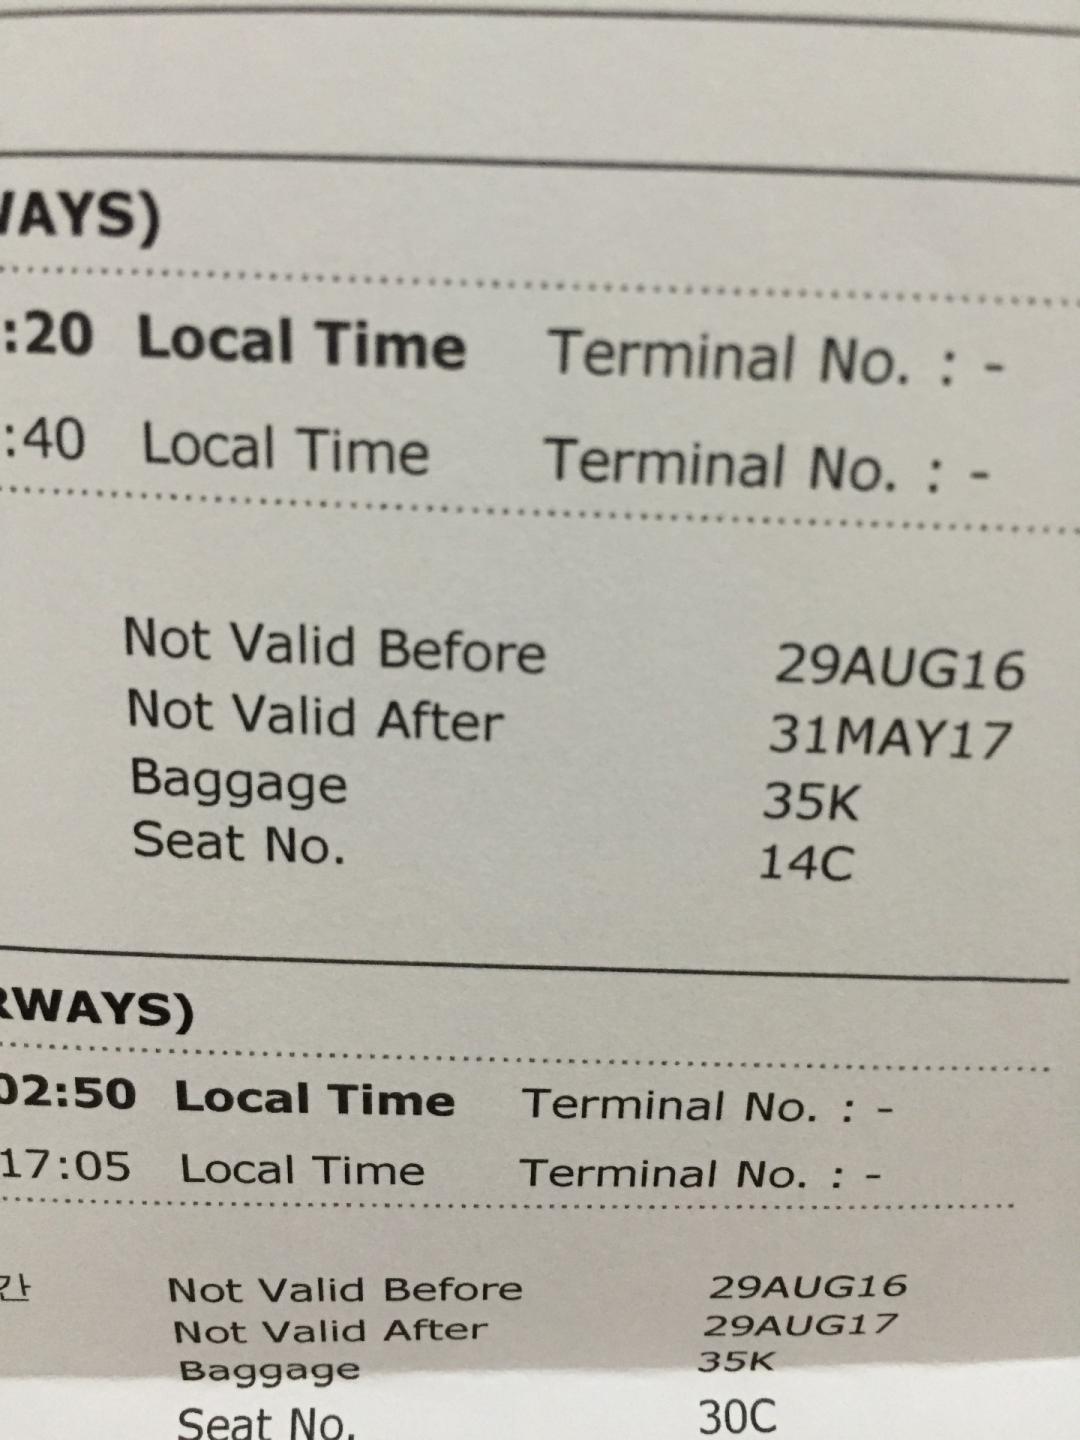 WAYS)
:20 Local Time Terminal No. : -
:40 Local Time Terminal No. : -
Not Valid Before 29AUG16
Not Valid After 31MAY17
Baggage 35K
Seat No. 14C
RWAYS)
02:50 Local Time Terminal No. : -
17:05 Local Time Terminal No. : -
간 Not Valid Before 29AUG16
Not Valid After 29AUG17
Baggage 35K
Seat No. 30C